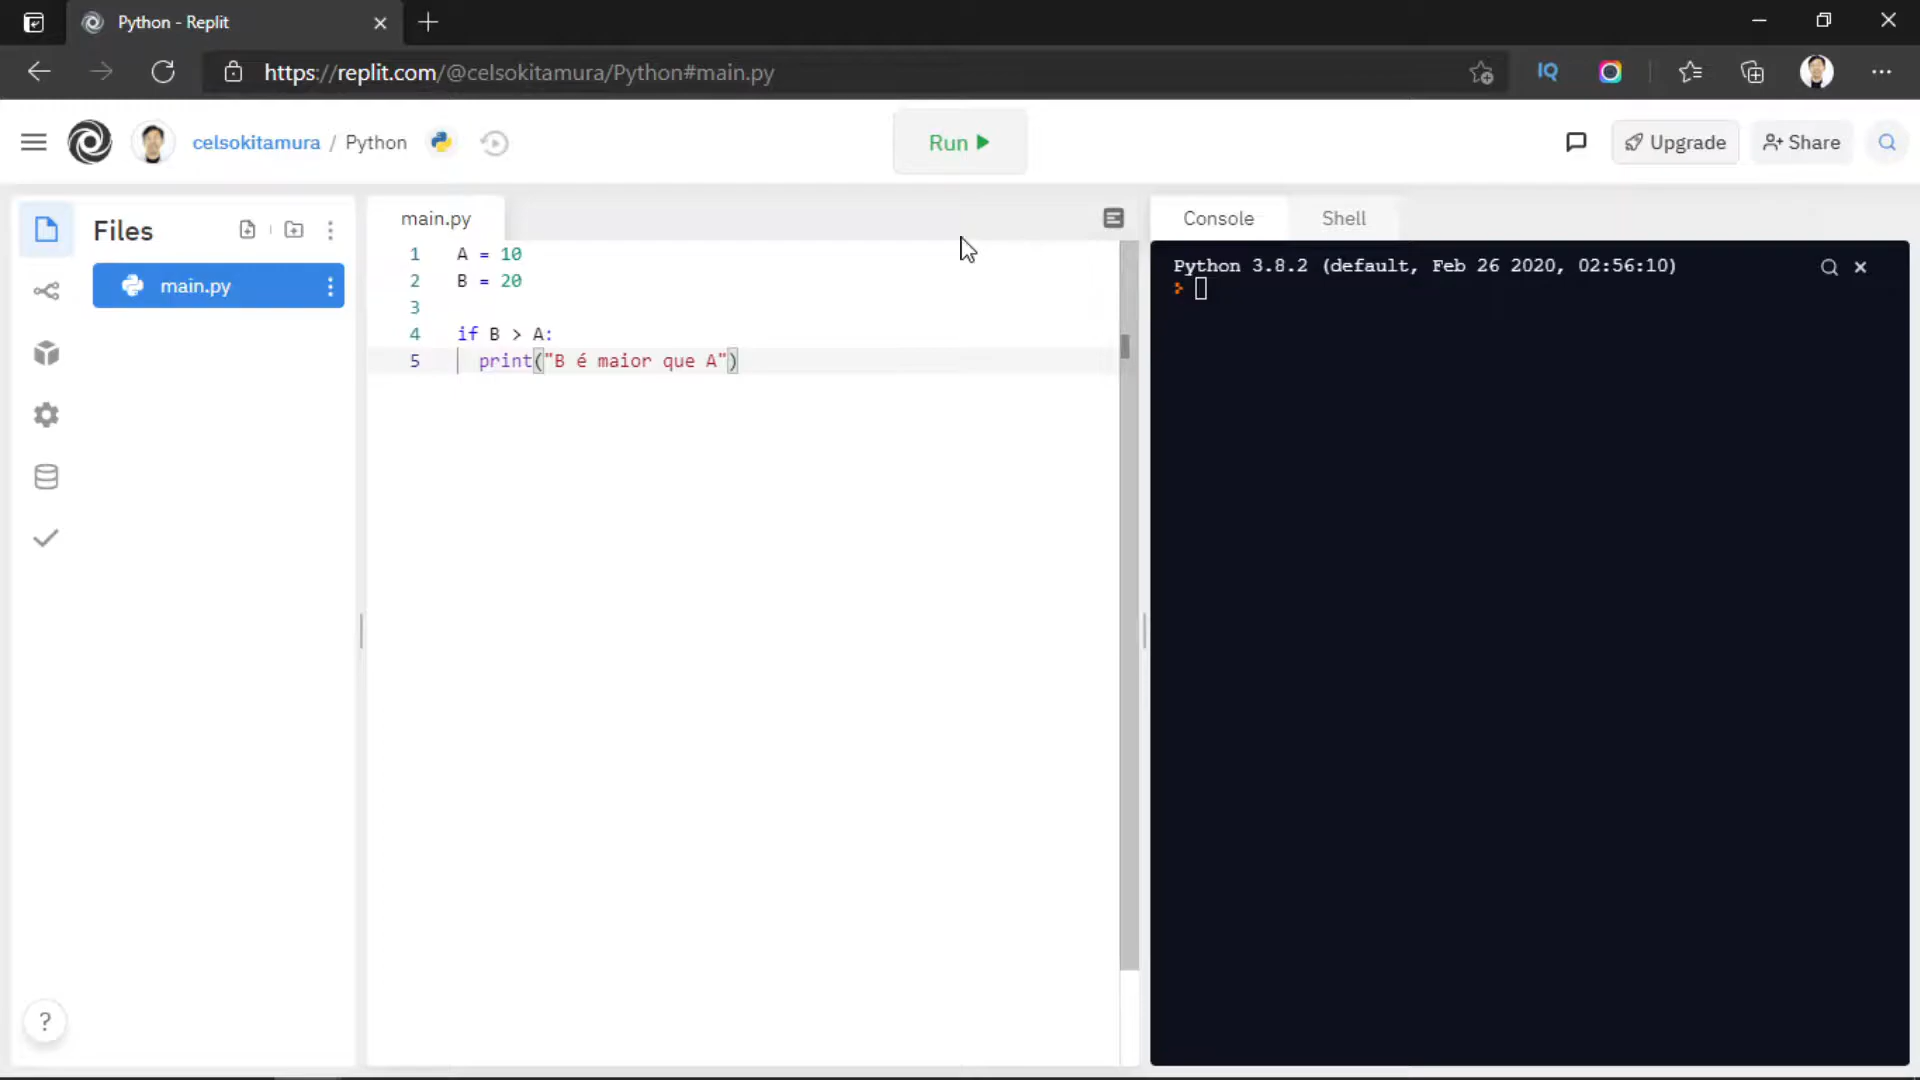 Python - Replit
https://replit.com/@celsokitamura/Python#main.py
IQ
celsokitamura / Python
Run
Upgrade
Share
Files
main.py
main.py
1 A = 10
2 B = 20
3
4 if B > A:
5 print("B é maior que A")
Console
Shell
Python 3.8.2 (default, Feb 26 2020, 02:56:10)
?